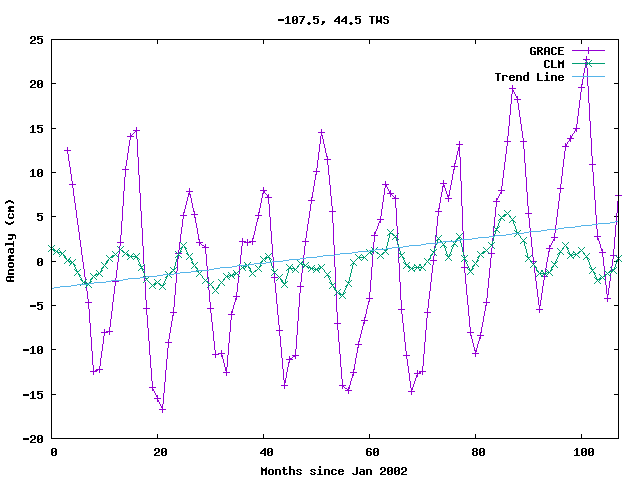 -107.5, 44.5 TWS
GRACE
CLM
Trend Line
25
20
15
10
5
0
-5
-10
-15
-20
Anomaly (cm)
0 20 40 60 80 100
Months since Jan 2002